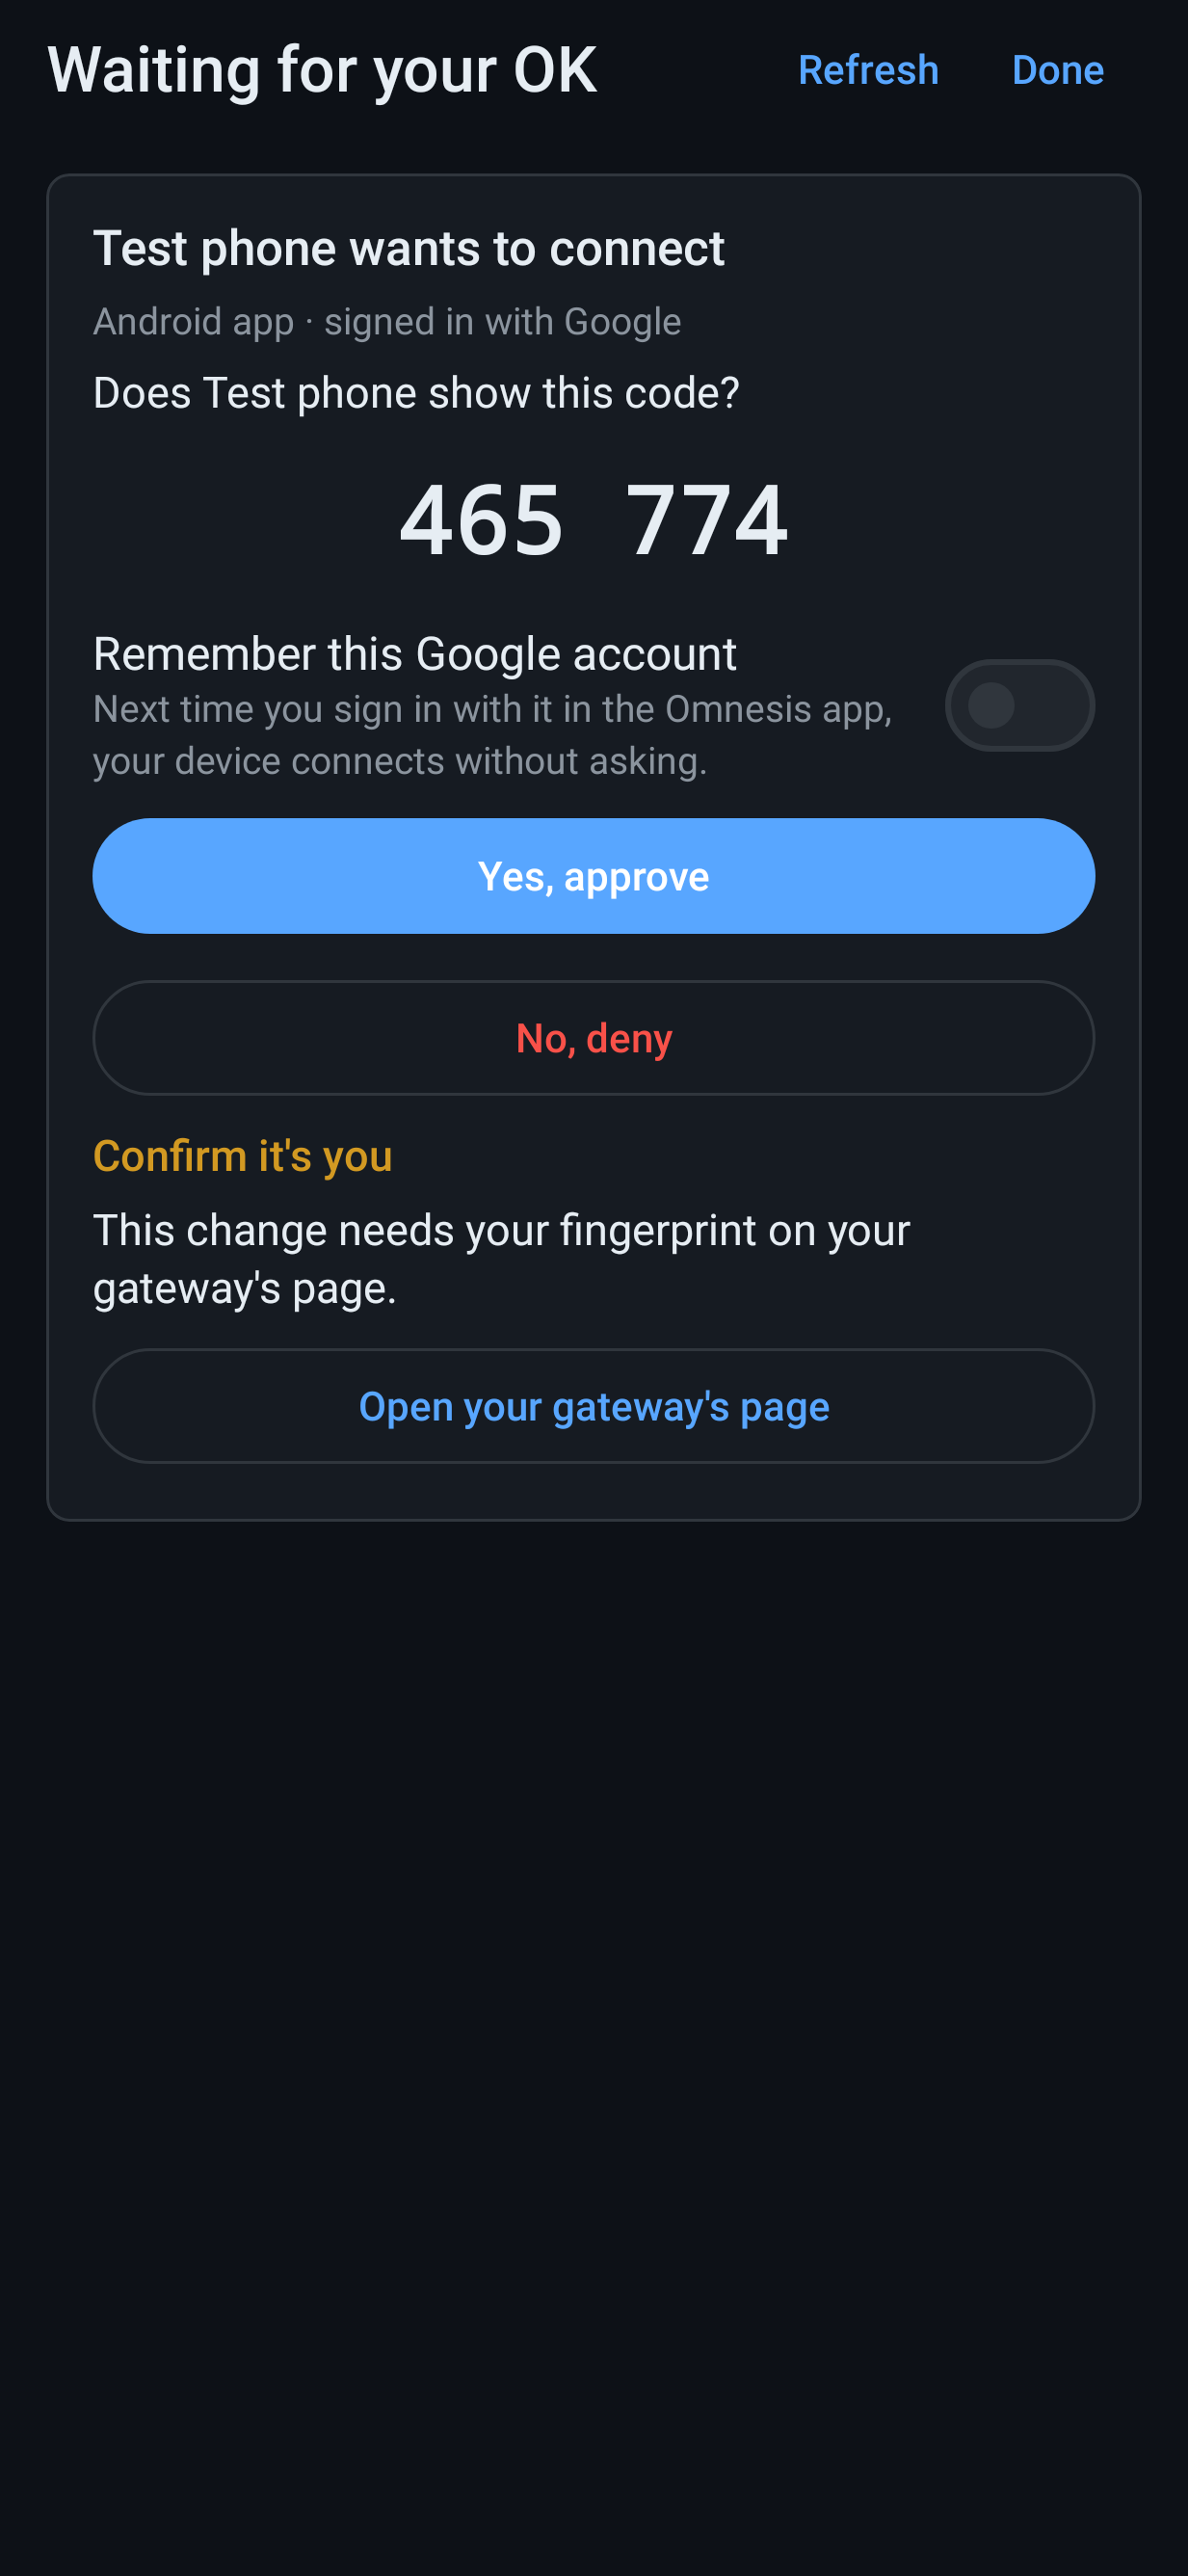 Waiting for your OK
Refresh
Done
Test phone wants to connect
Android app · signed in with Google
Does Test phone show this code?
465 774
Remember this Google account
Next time you sign in with it in the Omnesis app,
your device connects without asking.
Yes, approve
No, deny
Confirm it's you
This change needs your fingerprint on your
gateway's page.
Open your gateway's page